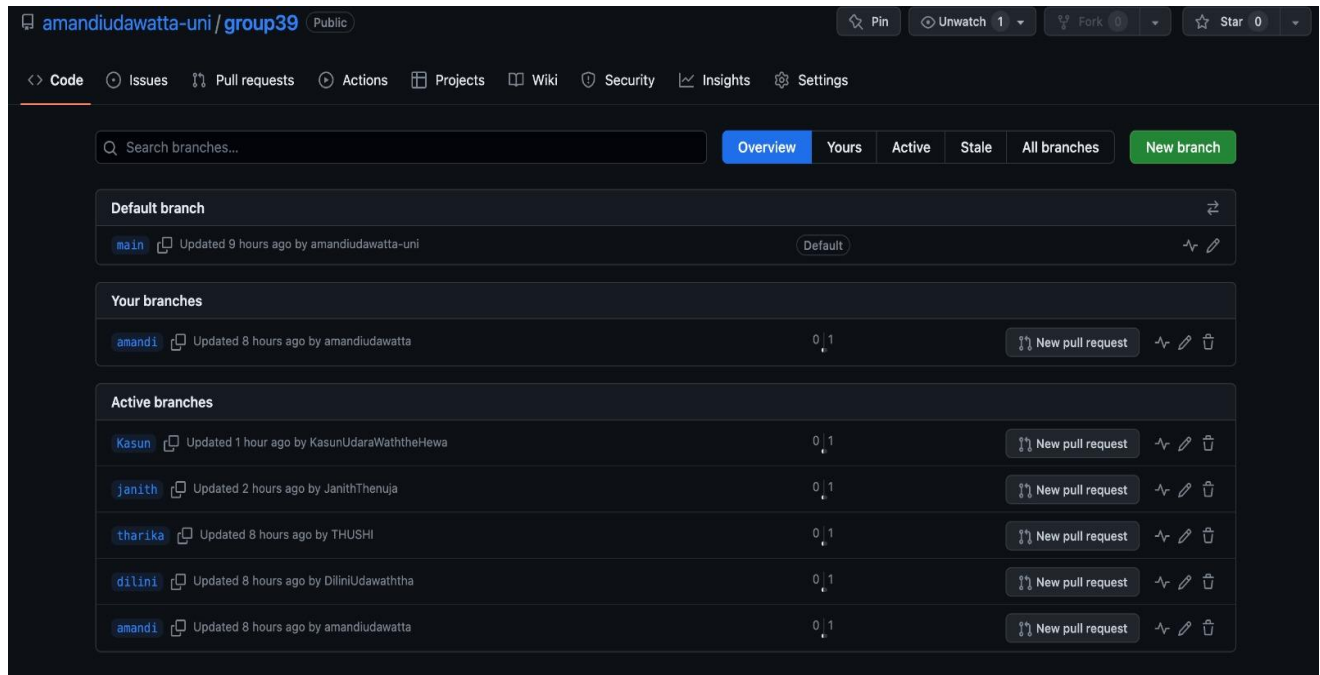 amandiudawatta-uni / group39 Public Pin Unwatch 1 Fork 0 Star 0
Code Issues Pull requests Actions Projects Wiki Security Insights Settings
Search branches... Overview Yours Active Stale All branches New branch
Default branch
main Updated 9 hours ago by amandiudawatta-uni Default
Your branches
amandi Updated 8 hours ago by amandiudawatta 0 1 New pull request
Active branches
Kasun Updated 1 hour ago by KasunUdaraWaththeHewa 0 1 New pull request
janith Updated 2 hours ago by JanithThenuja 0 1 New pull request
tharika Updated 8 hours ago by THUSHI 0 1 New pull request
dilini Updated 8 hours ago by DiliniUdawaththa 0 1 New pull request
amandi Updated 8 hours ago by amandiudawatta 0 1 New pull request